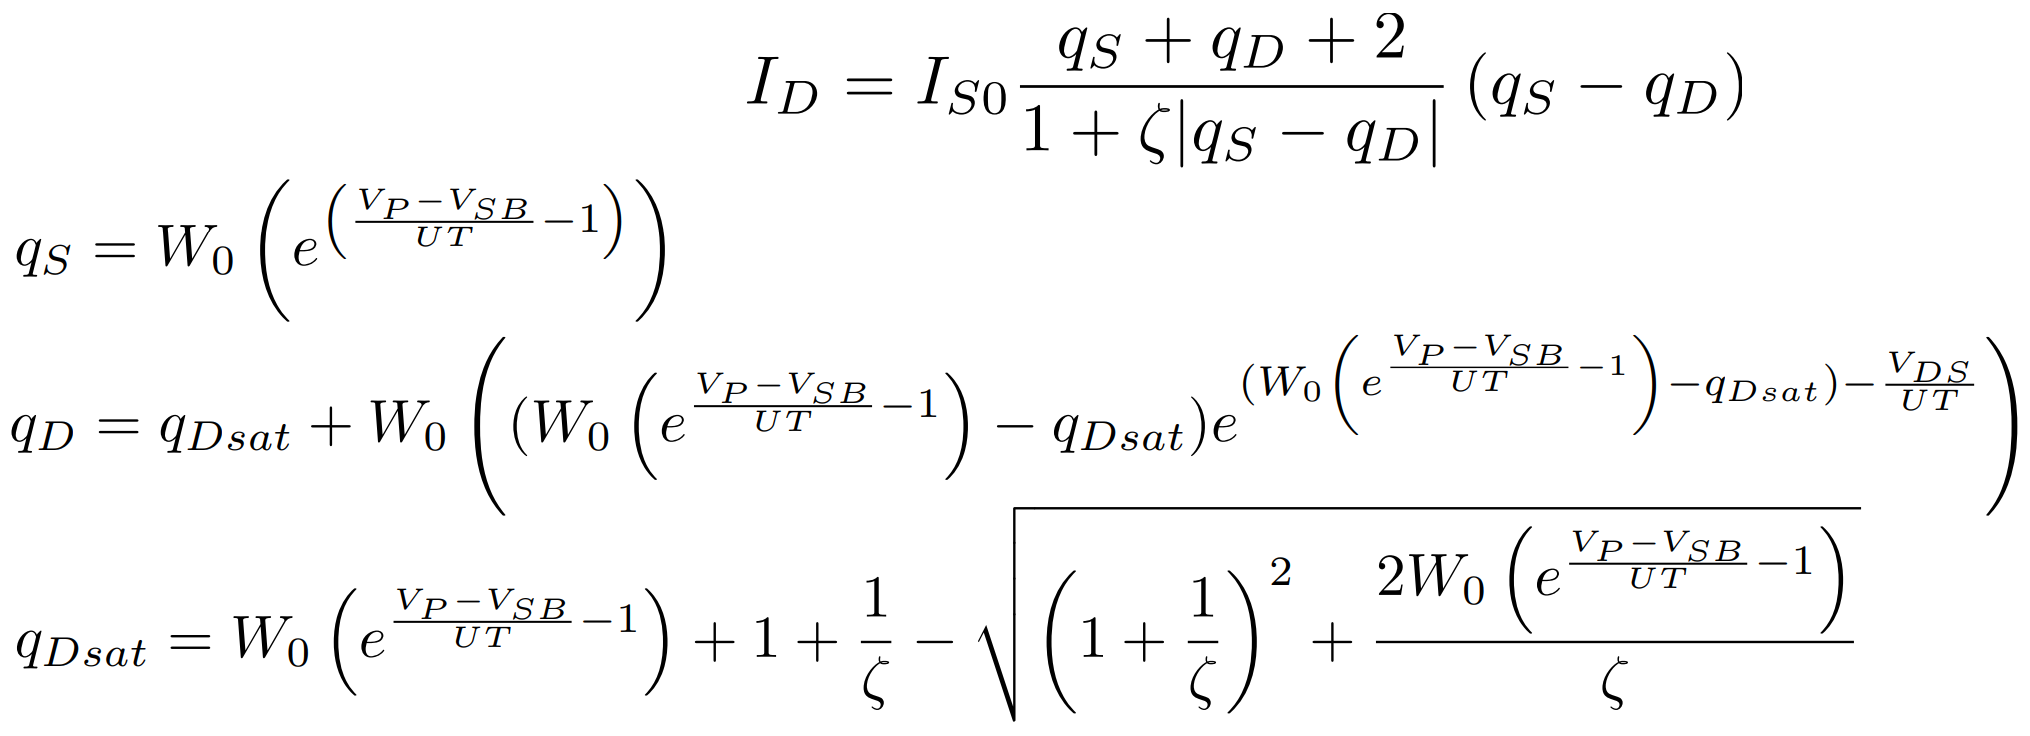 I_D = I_{S0} \frac{q_S + q_D + 2}{1 + \zeta|q_S - q_D|} (q_S - q_D)
q_S = W_0 \left( e^{\left( \frac{V_P - V_{SB}}{UT} - 1 \right)} \right)
q_D = q_{Dsat} + W_0 \left( (W_0 \left( e^{\frac{V_P - V_{SB}}{UT} - 1} \right) - q_{Dsat}) e^{(W_0 \left( e^{\frac{V_P - V_{SB}}{UT} - 1} \right) - q_{Dsat}) - \frac{V_{DS}}{UT}} \right)
q_{Dsat} = W_0 \left( e^{\frac{V_P - V_{SB}}{UT} - 1} \right) + 1 + \frac{1}{\zeta} - \sqrt{\left( 1 + \frac{1}{\zeta} \right)^2 + \frac{2W_0 \left( e^{\frac{V_P - V_{SB}}{UT} - 1} \right)}{\zeta}}